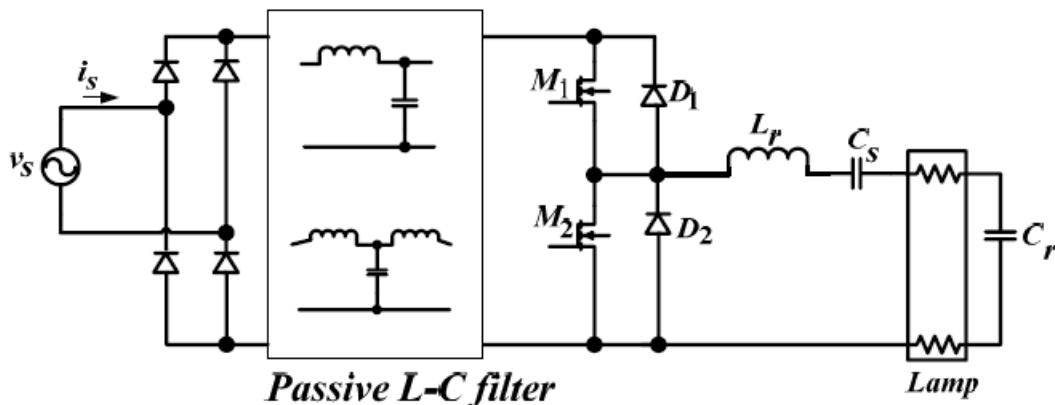 i_s
v_s
M_1
D_1
L_r
C_s
M_2
D_2
C_r
Passive L-C filter
Lamp